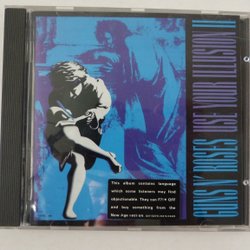 GUNS N' ROSES USE YOUR ILLUSION II
This album contains language
which some listeners may find
objectionable. They can F?!* OFF
and buy something from the
New Age section.